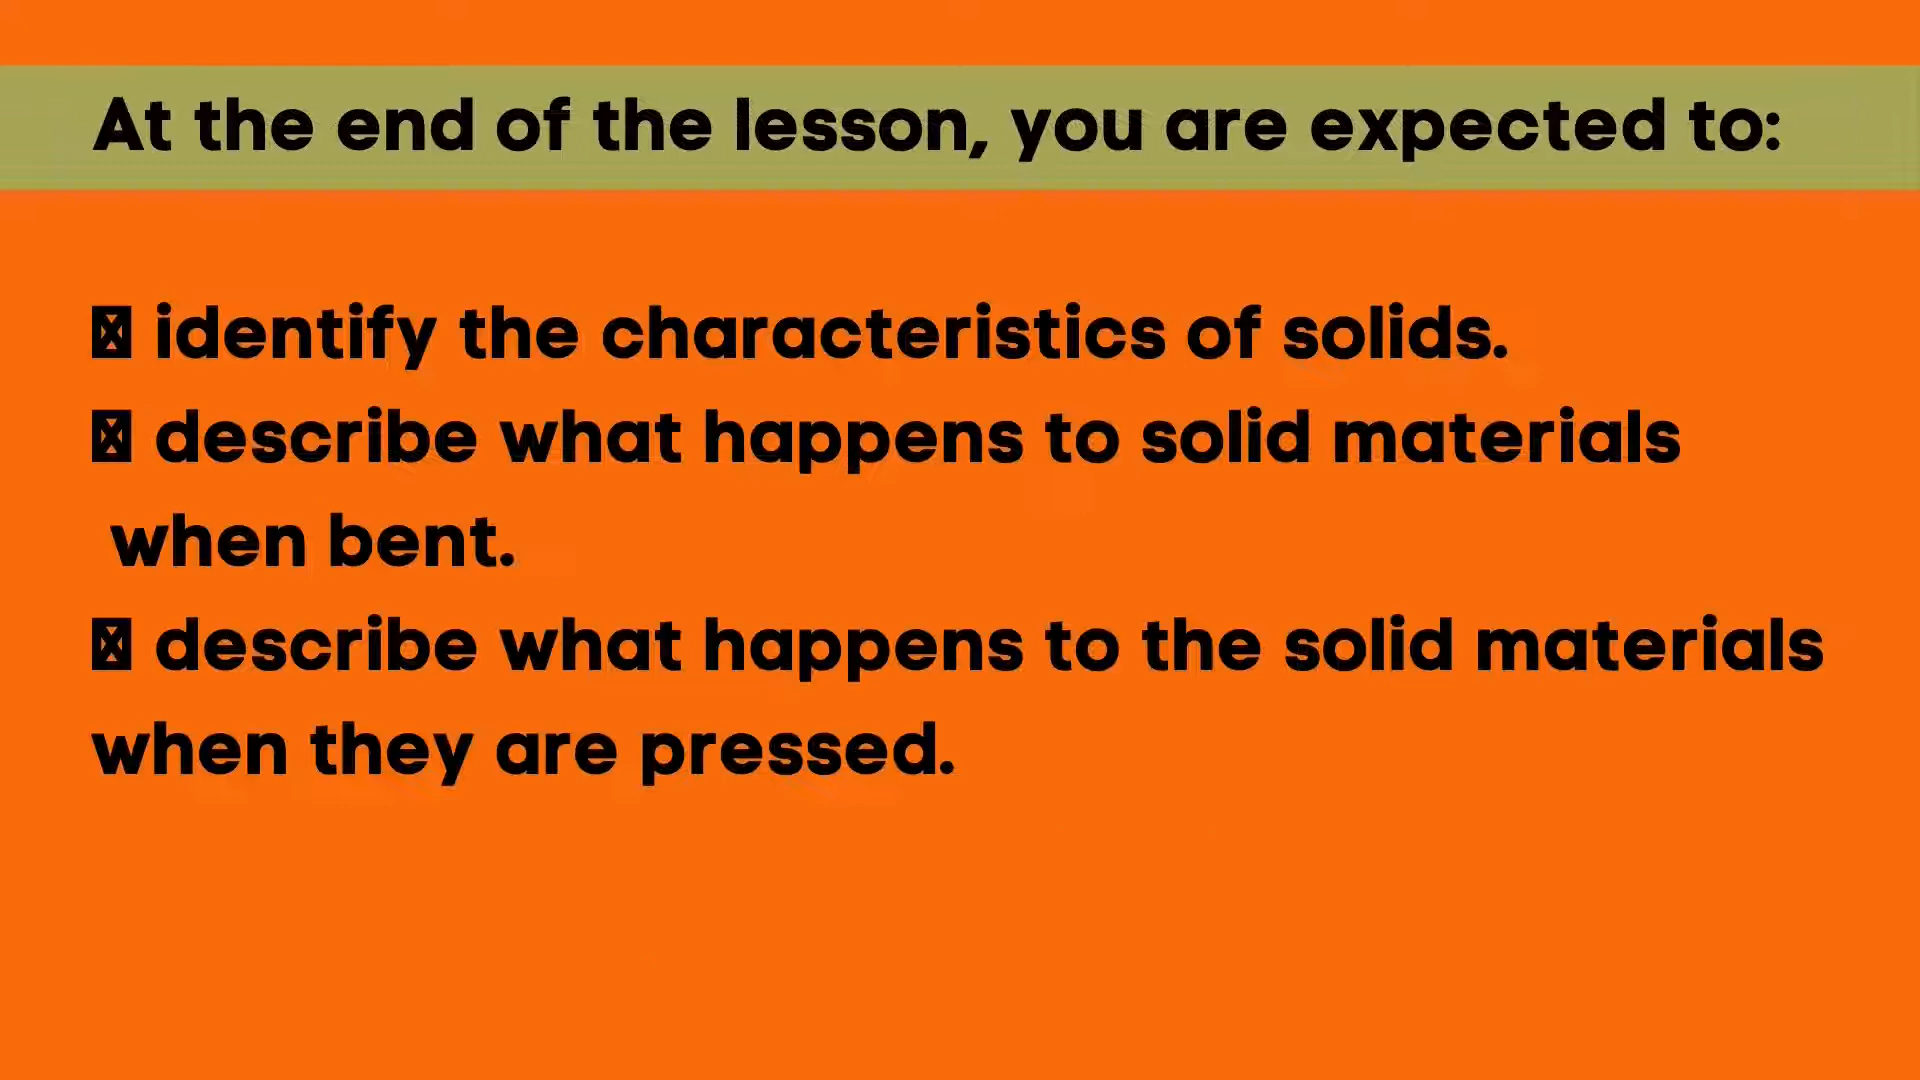 At the end of the lesson, you are expected to:
identify the characteristics of solids.
describe what happens to solid materials
when bent.
describe what happens to the solid materials
when they are pressed.